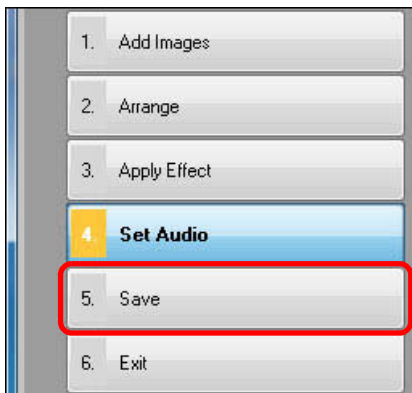 1. Add Images
2. Arrange
3. Apply Effect
4. Set Audio
5. Save
6. Exit